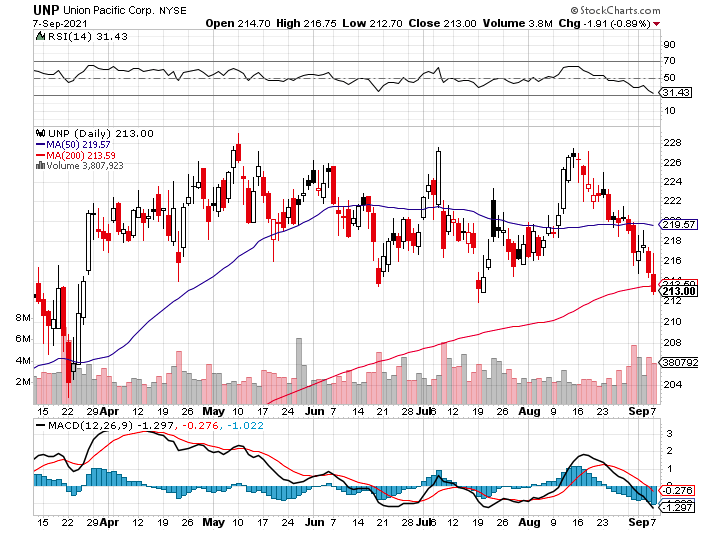 UNP Union Pacific Corp. NYSE © StockCharts.com
7-Sep-2021 Open 214.70 High 216.75 Low 212.70 Close 213.00 Volume 3.8M Chg -1.91 (-0.89%)
RSI(14) 31.43
90
70
50
31.43
10
UNP (Daily) 213.00
MA(50) 219.57
MA(200) 213.59
Volume 3,807,923
228
226
224
222
219.57
218
216
213.00
212
210
208
380792
204
8M
6M
4M
2M
15 22 29 Apr 12 19 26 May 10 17 24 Jun 7 14 21 28 Jul 6 12 19 26 Aug 9 16 23 Sep 7
MACD(12,26,9) -1.297, -0.276, -1.022
3
2
1
0
-0.276
-1.297
15 22 29 Apr 12 19 26 May 10 17 24 Jun 7 14 21 28 Jul 6 12 19 26 Aug 9 16 23 Sep 7